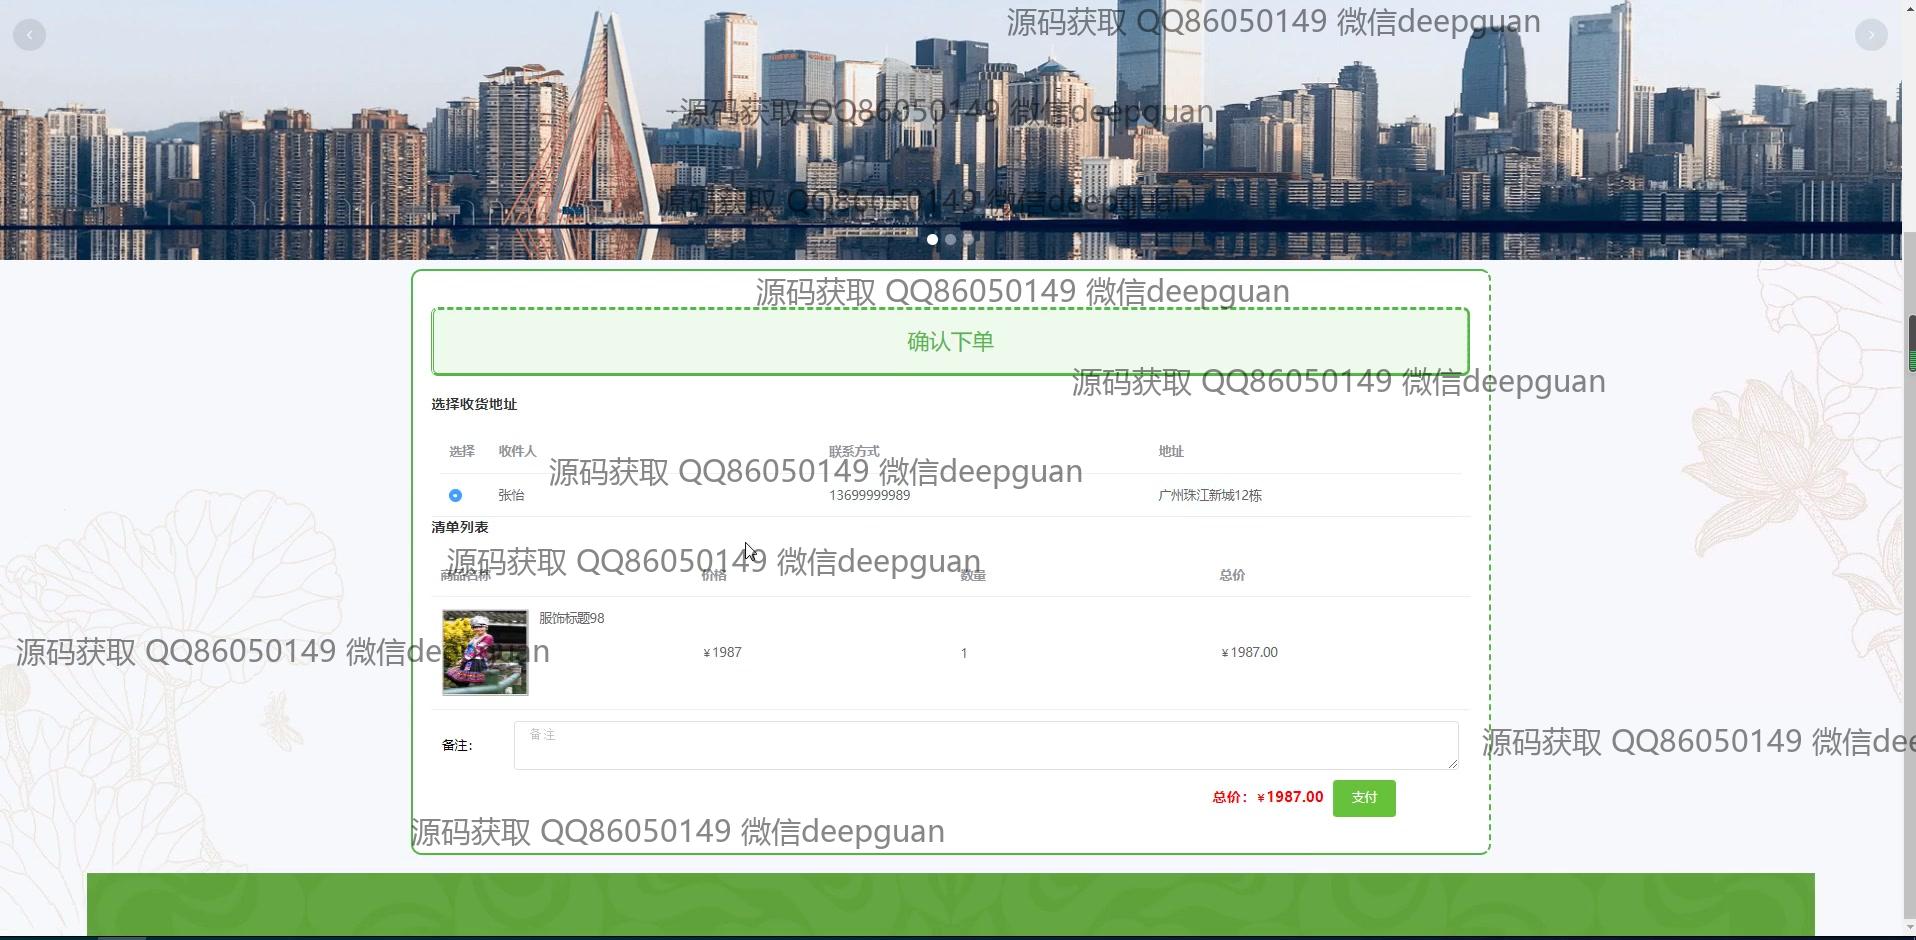 源码获取 QQ86050149 微信deepguan
源码获取 QQ86050149 微信deepguan
源码获取 QQ86050149 微信deepguan
源码获取 QQ86050149 微信deepguan
确认下单
源码获取 QQ86050149 微信deepguan
选择收货地址
选择 收件人 联系方式 地址
源码获取 QQ86050149 微信deepguan
张怡 13699999989 广州珠江新城12栋
清单列表
源码获取 QQ86050149 微信deepguan
商品名称 价格 数量 总价
服饰标题98
源码获取 QQ86050149 微信deepguan
¥1987 1 ¥1987.00
备注
备注：
源码获取 QQ86050149 微信dee
总价：¥1987.00 支付
源码获取 QQ86050149 微信deepguan